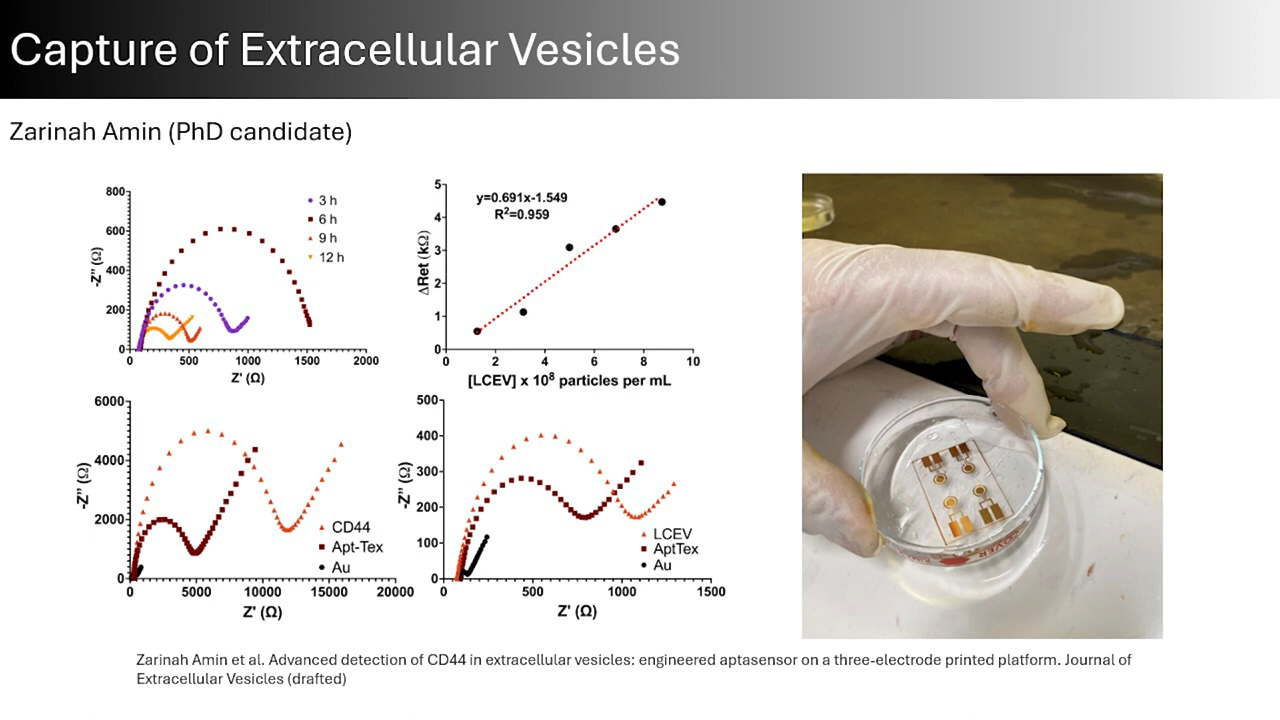 Capture of Extracellular Vesicles
Zarinah Amin (PhD candidate)
800
600
400
200
0
-Z" (Ω)
0 500 1000 1500 2000
Z' (Ω)
3 h
6 h
9 h
12 h
5
4
3
2
1
0
ΔRet (kΩ)
y=0.691x-1.549
R²=0.959
0 2 4 6 8 10
[LCEV] x 10⁸ particles per mL
6000
4000
2000
0
-Z" (Ω)
CD44
Apt-Tex
Au
0 5000 10000 15000 20000
Z' (Ω)
500
400
300
200
100
0
-Z" (Ω)
LCEV
AptTex
Au
0 500 1000 1500
Z' (Ω)
Zarinah Amin et al. Advanced detection of CD44 in extracellular vesicles: engineered aptasensor on a three-electrode printed platform. Journal of
Extracellular Vesicles (drafted)